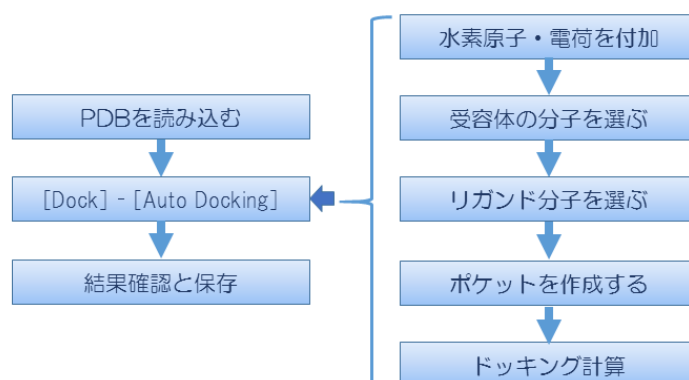 PDBを読み込む
[Dock] - [Auto Docking]
結果確認と保存
水素原子・電荷を付加
受容体の分子を選ぶ
リガンド分子を選ぶ
ポケットを作成する
ドッキング計算